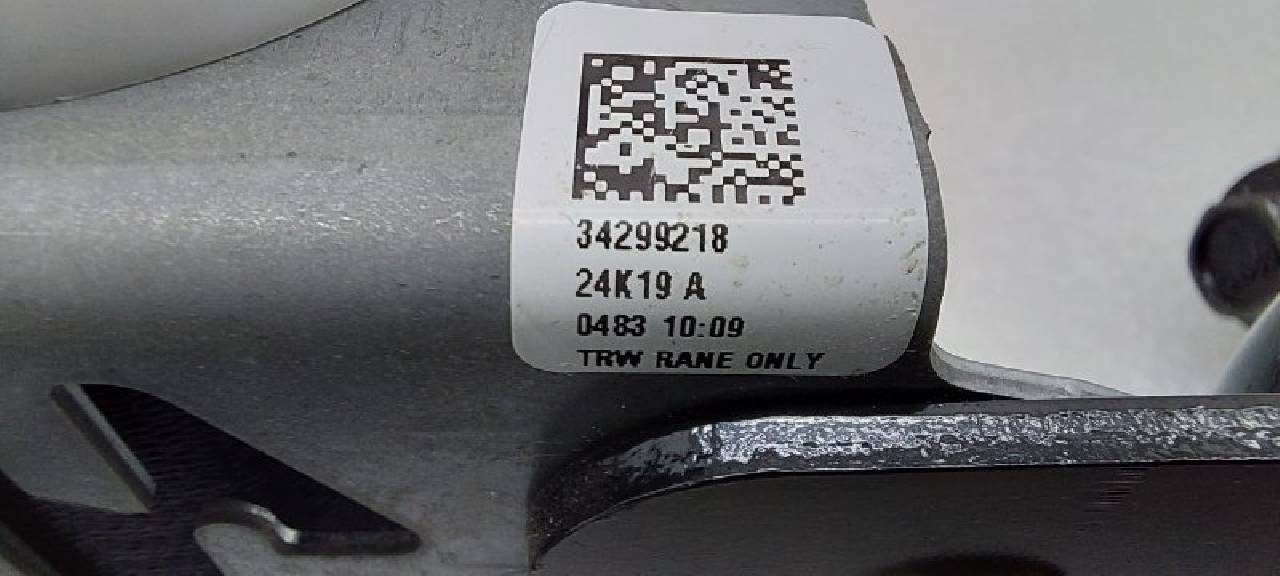 34299218
24K19 A
0483 10:09
TRW RANE ONLY